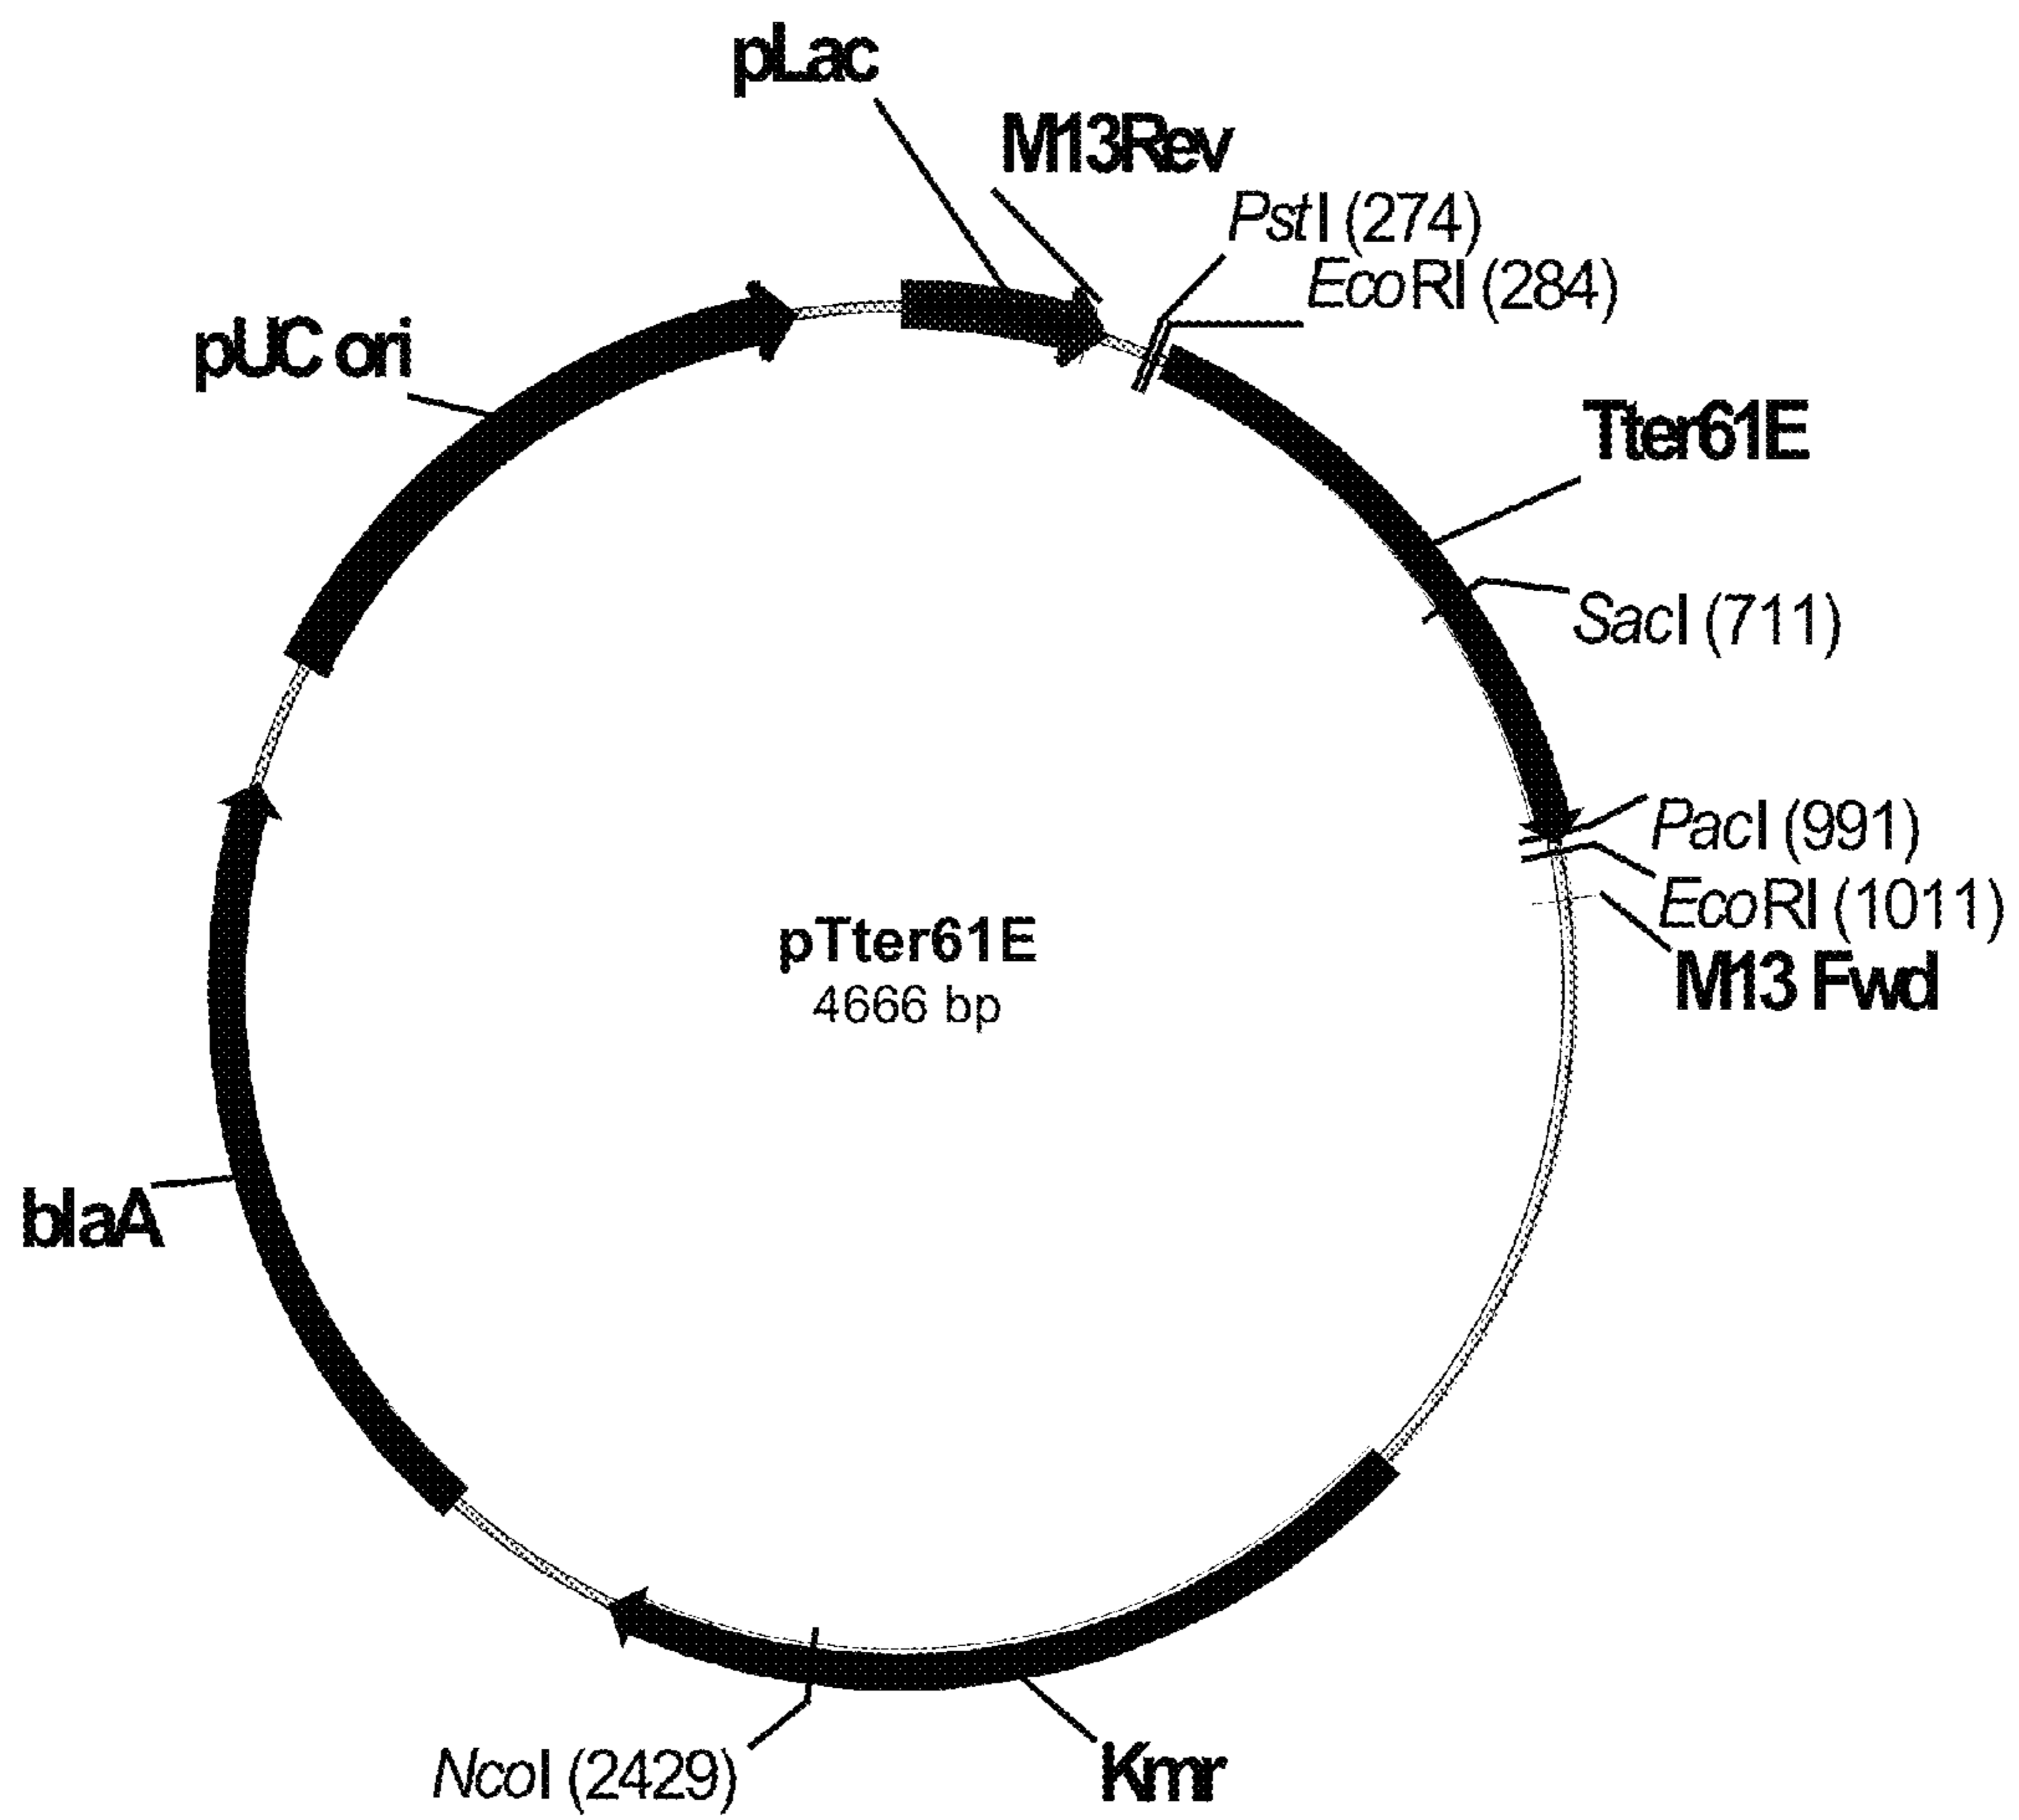 pLac
M13Rev
PstI (274)
EcoRI (284)
pUC ori
Tter61E
SacI (711)
PacI (991)
EcoRI (1011)
M13 Fwd
pTter61E
4666 bp
blaA
NcoI (2429)
Kmr